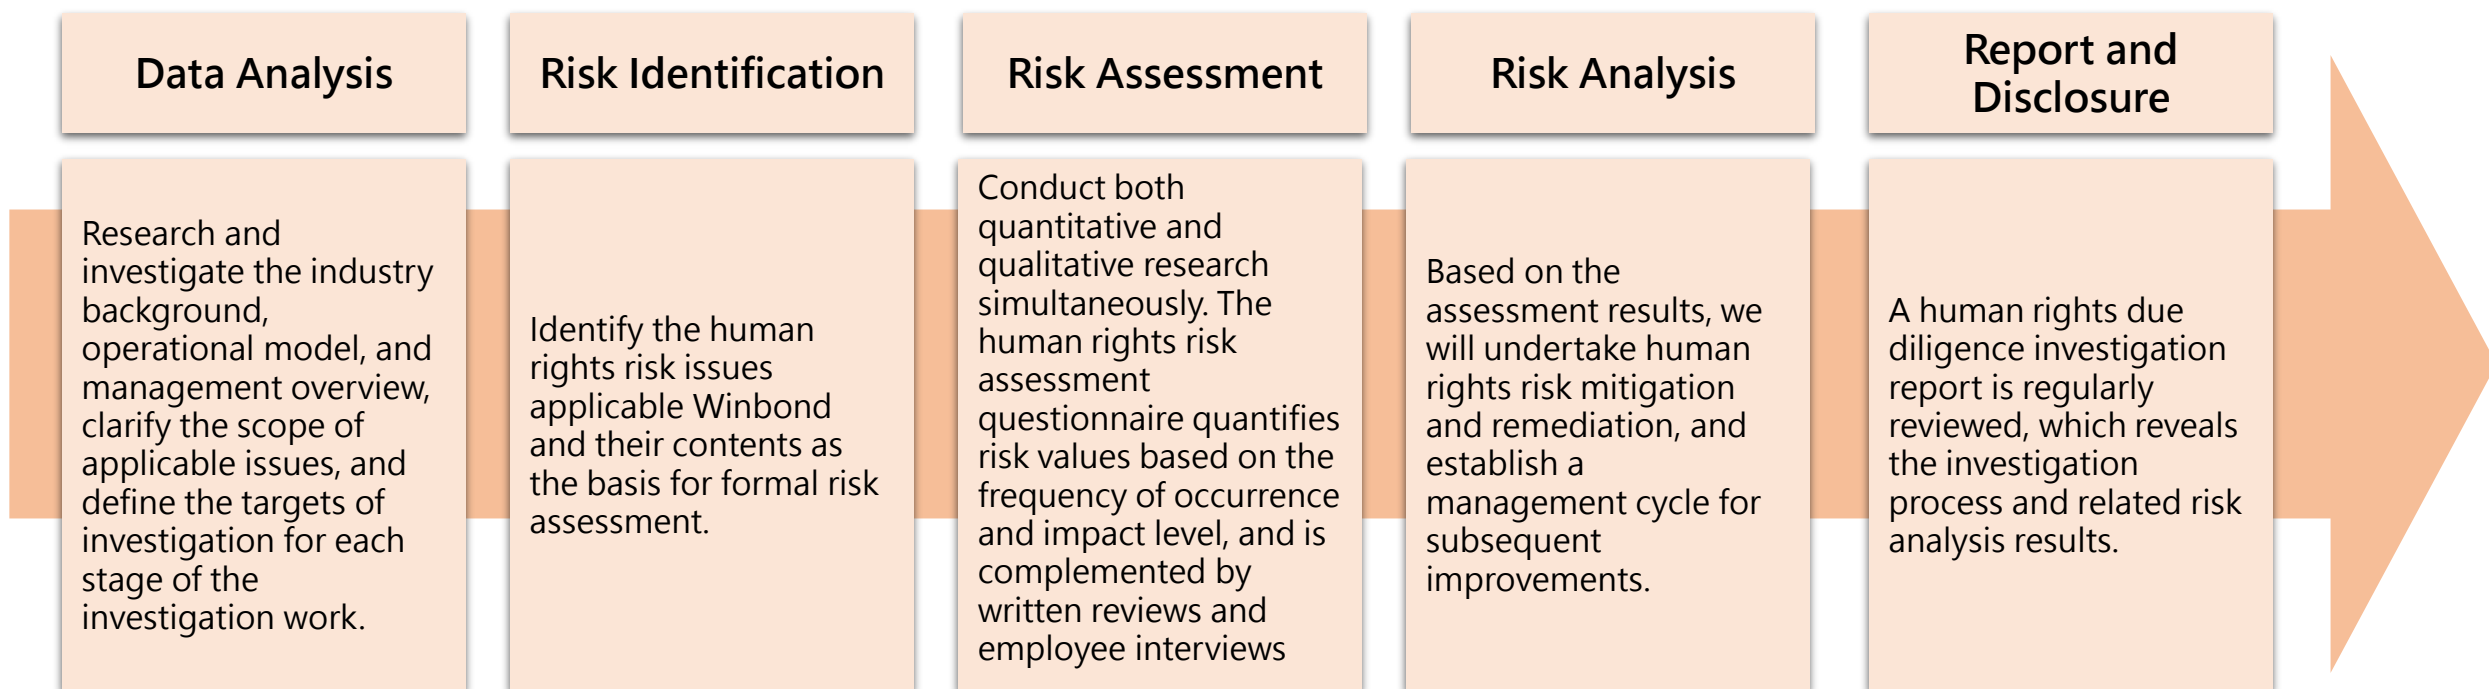 Data Analysis
Risk Identification
Risk Assessment
Risk Analysis
Report and
Disclosure
Research and
investigate the industry
background,
operational model, and
management overview,
clarify the scope of
applicable issues, and
define the targets of
investigation for each
stage of the
investigation work.
Identify the human
rights risk issues
applicable Winbond
and their contents as
the basis for formal risk
assessment.
Conduct both
quantitative and
qualitative research
simultaneously. The
human rights risk
assessment
questionnaire quantifies
risk values based on the
frequency of occurrence
and impact level, and is
complemented by
written reviews and
employee interviews
Based on the
assessment results, we
will undertake human
rights risk mitigation
and remediation, and
establish a
management cycle for
subsequent
improvements.
A human rights due
diligence investigation
report is regularly
reviewed, which reveals
the investigation
process and related risk
analysis results.